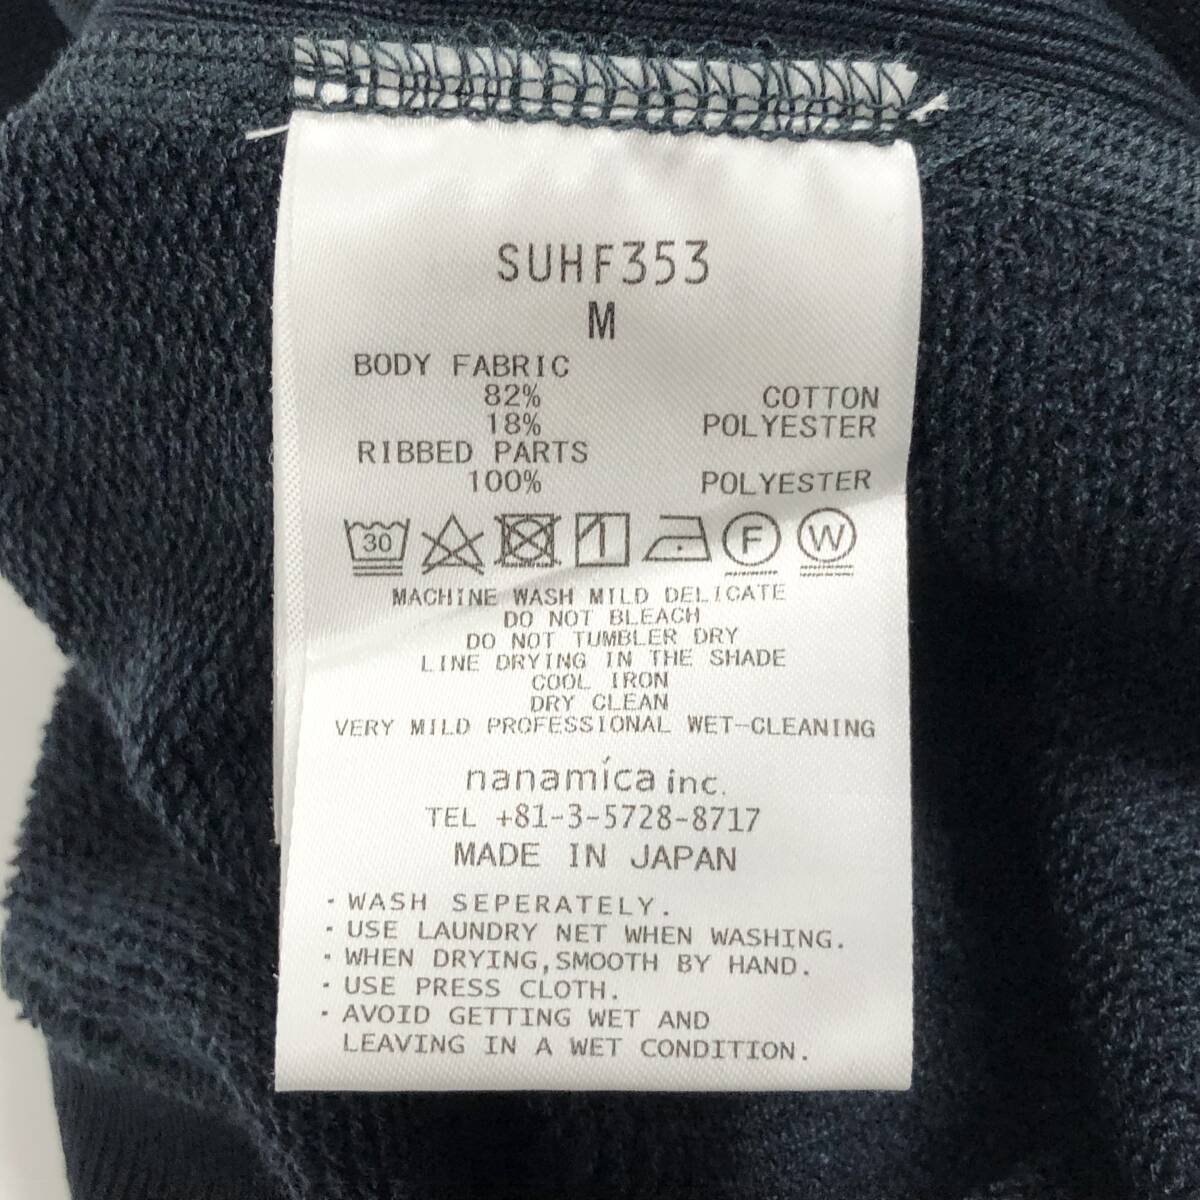 SUHF353
M
BODY FABRIC
82% COTTON
18% POLYESTER
RIBBED PARTS
100% POLYESTER
30 F W
MACHINE WASH MILD DELICATE
DO NOT BLEACH
DO NOT TUMBLER DRY
LINE DRYING IN THE SHADE
COOL IRON
DRY CLEAN
VERY MILD PROFESSIONAL WET-CLEANING
nanamica inc.
TEL +81-3-5728-8717
MADE IN JAPAN
・WASH SEPERATELY.
・USE LAUNDRY NET WHEN WASHING.
・WHEN DRYING,SMOOTH BY HAND.
・USE PRESS CLOTH.
・AVOID GETTING WET AND
LEAVING IN A WET CONDITION.